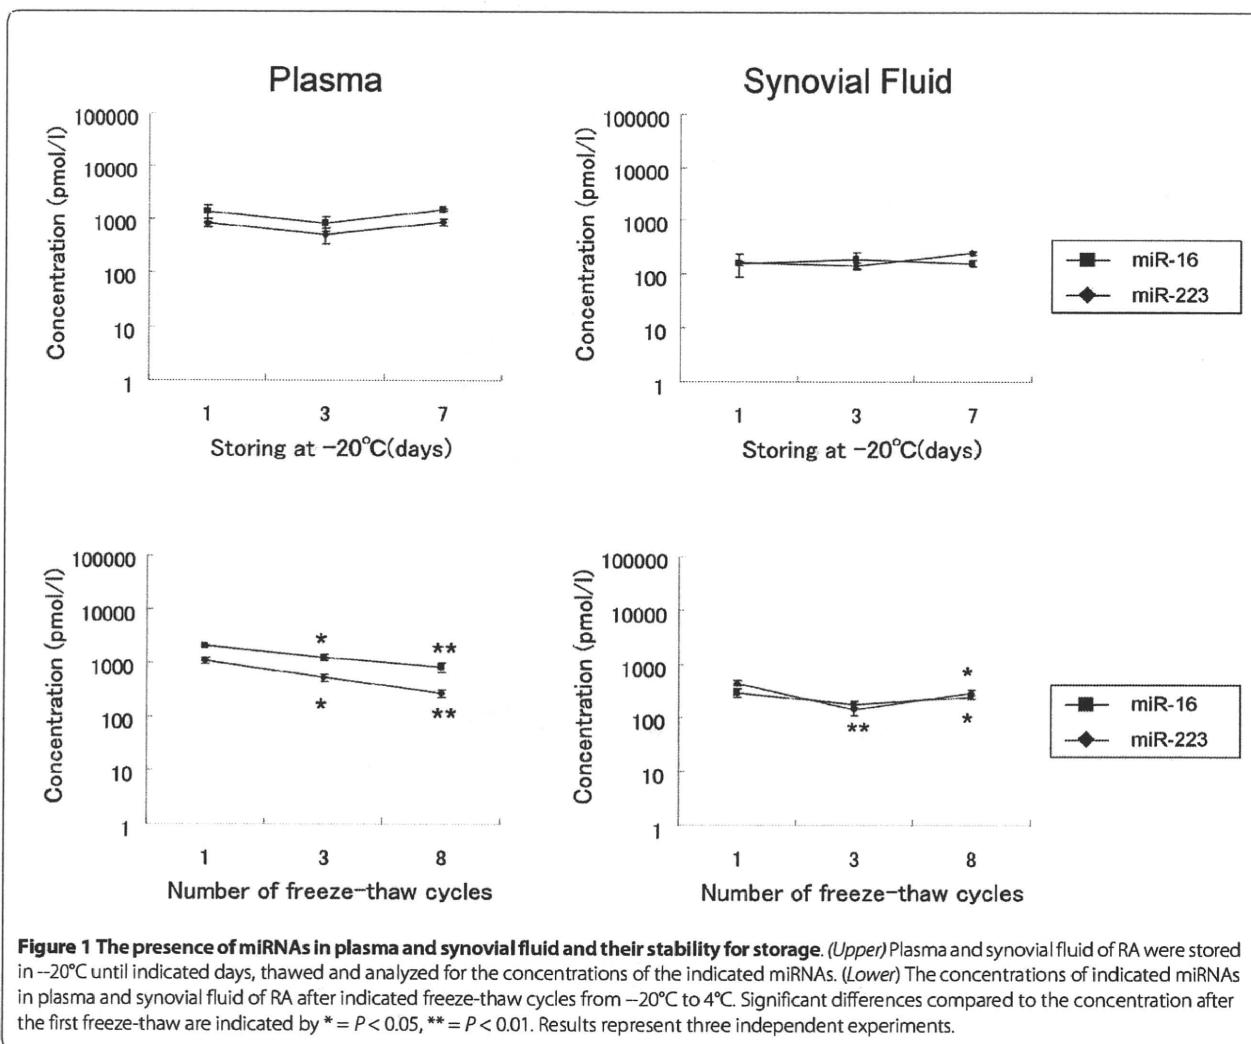 Plasma
Synovial Fluid
Concentration (pmol/l)
100000
10000
1000
100
10
1
1 3 7
Storing at −20°C(days)
Concentration (pmol/l)
100000
10000
1000
100
10
1
1 3 7
Storing at −20°C(days)
miR-16
miR-223
Concentration (pmol/l)
100000
10000
1000
100
10
1
* **
* **
1 3 8
Number of freeze-thaw cycles
Concentration (pmol/l)
100000
10000
1000
100
10
1
*
** *
1 3 8
Number of freeze-thaw cycles
miR-16
miR-223
Figure 1 The presence of miRNAs in plasma and synovial fluid and their stability for storage. (Upper) Plasma and synovial fluid of RA were stored
in --20°C until indicated days, thawed and analyzed for the concentrations of the indicated miRNAs. (Lower) The concentrations of indicated miRNAs
in plasma and synovial fluid of RA after indicated freeze-thaw cycles from --20°C to 4°C. Significant differences compared to the concentration after
the first freeze-thaw are indicated by * = P < 0.05, ** = P < 0.01. Results represent three independent experiments.